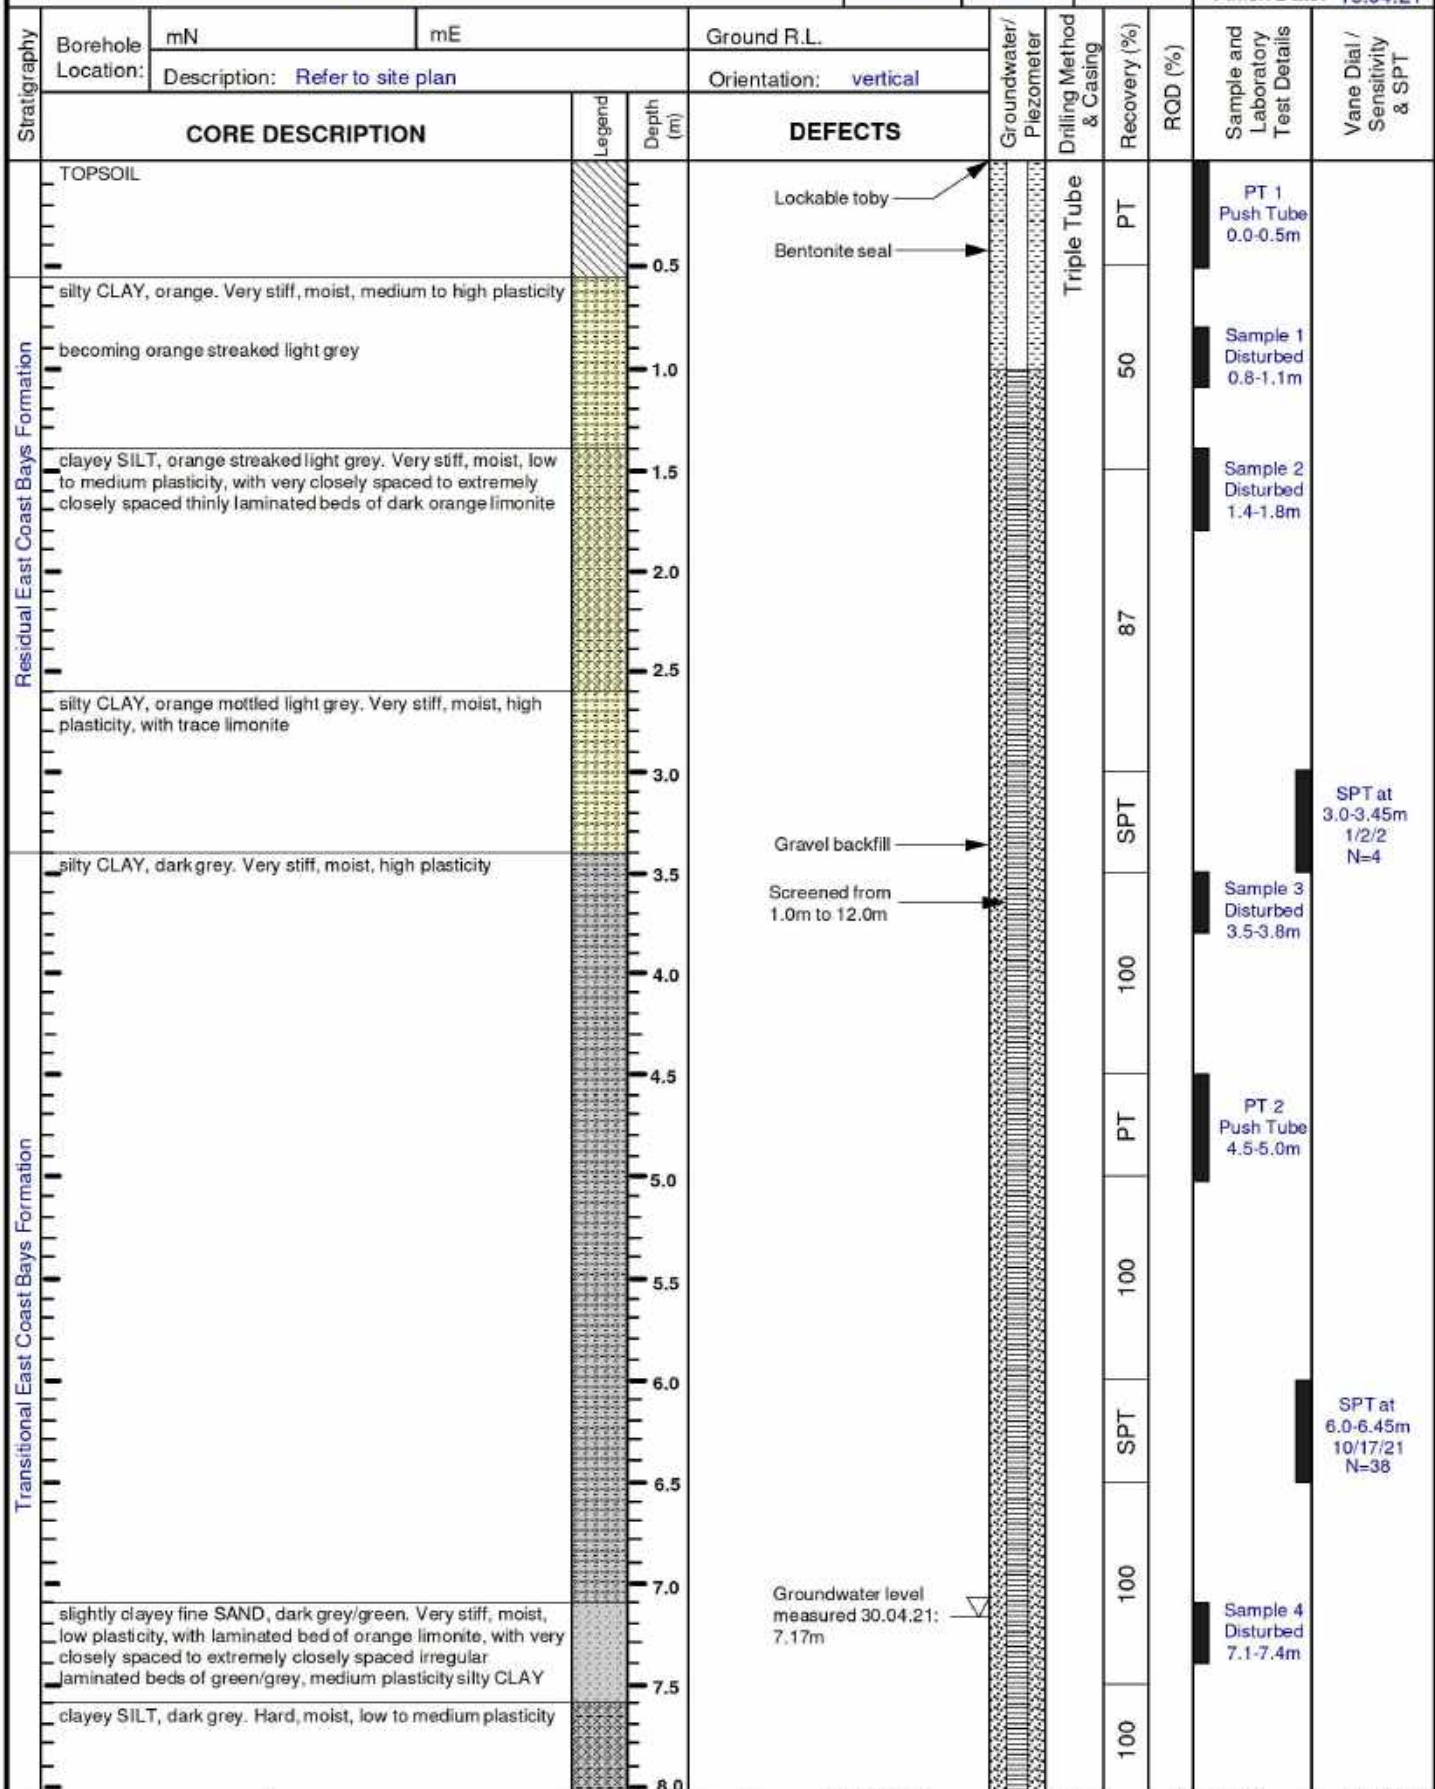 Stratigraphy
Borehole
Location:
mN
mE
Description: Refer to site plan
Ground R.L.
Orientation: vertical
Groundwater/
Piezometer
Drilling Method
& Casing
Recovery (%)
RQD (%)
Sample and
Laboratory
Test Details
Vane Dial /
Sensitivity
& SPT
CORE DESCRIPTION
Legend
Depth
(m)
DEFECTS
TOPSOIL
Lockable toby
Bentonite seal
Triple Tube
PT
PT 1
Push Tube
0.0-0.5m
0.5
silty CLAY, orange. Very stiff, moist, medium to high plasticity
becoming orange streaked light grey
Residual East Coast Bays Formation
1.0
50
Sample 1
Disturbed
0.8-1.1m
clayey SILT, orange streaked light grey. Very stiff, moist, low
to medium plasticity, with very closely spaced to extremely
closely spaced thinly laminated beds of dark orange limonite
1.5
Sample 2
Disturbed
1.4-1.8m
2.0
87
2.5
silty CLAY, orange mottled light grey. Very stiff, moist, high
plasticity, with trace limonite
3.0
SPT
SPT at
3.0-3.45m
1/2/2
N=4
Gravel backfill
silty CLAY, dark grey. Very stiff, moist, high plasticity
3.5
Screened from
1.0m to 12.0m
Sample 3
Disturbed
3.5-3.8m
4.0
100
4.5
PT
PT 2
Push Tube
4.5-5.0m
5.0
Transitional East Coast Bays Formation
5.5
100
6.0
SPT
SPT at
6.0-6.45m
10/17/21
N=38
6.5
7.0
100
Groundwater level
measured 30.04.21:
7.17m
slightly clayey fine SAND, dark grey/green. Very stiff, moist,
low plasticity, with laminated bed of orange limonite, with very
closely spaced to extremely closely spaced irregular
laminated beds of green/grey, medium plasticity silty CLAY
Sample 4
Disturbed
7.1-7.4m
7.5
clayey SILT, dark grey. Hard, moist, low to medium plasticity
100
8.0